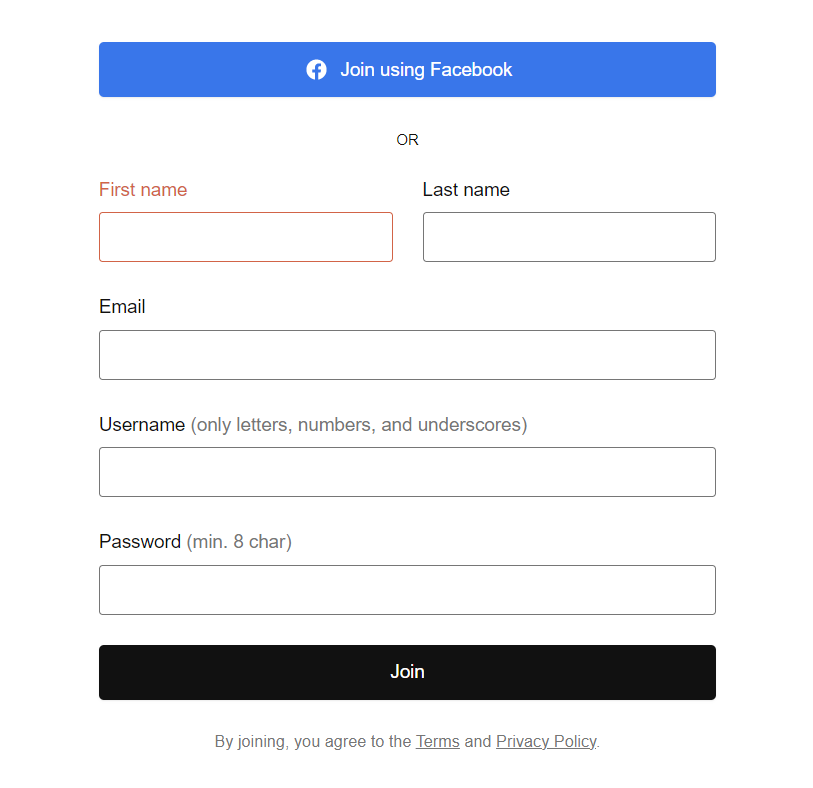 Join using Facebook
OR
First name
Last name
Email
Username (only letters, numbers, and underscores)
Password (min. 8 char)
Join
By joining, you agree to the Terms and Privacy Policy.